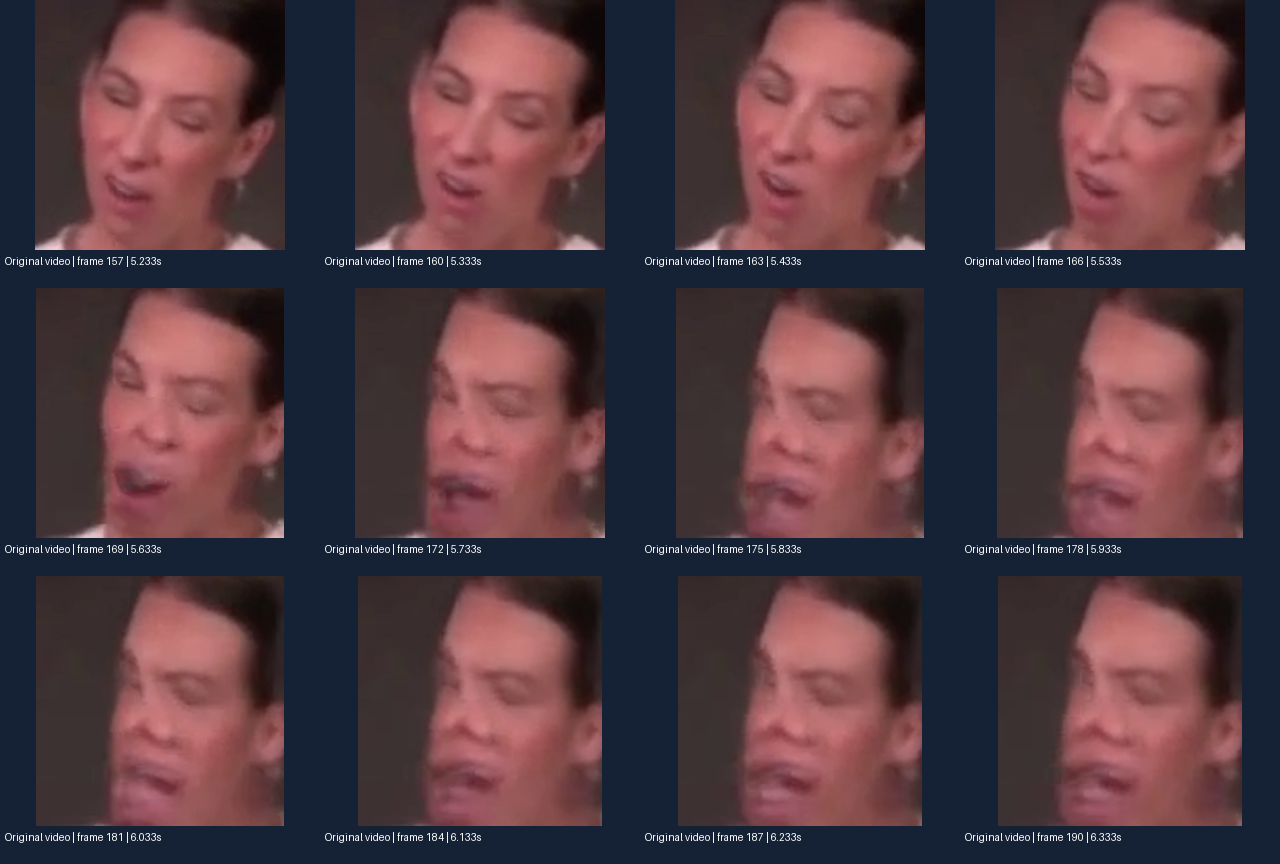 Original video | frame 157 | 5.233s
Original video | frame 160 | 5.333s
Original video | frame 163 | 5.433s
Original video | frame 166 | 5.533s
Original video | frame 169 | 5.633s
Original video | frame 172 | 5.733s
Original video | frame 175 | 5.833s
Original video | frame 178 | 5.933s
Original video | frame 181 | 6.033s
Original video | frame 184 | 6.133s
Original video | frame 187 | 6.233s
Original video | frame 190 | 6.333s